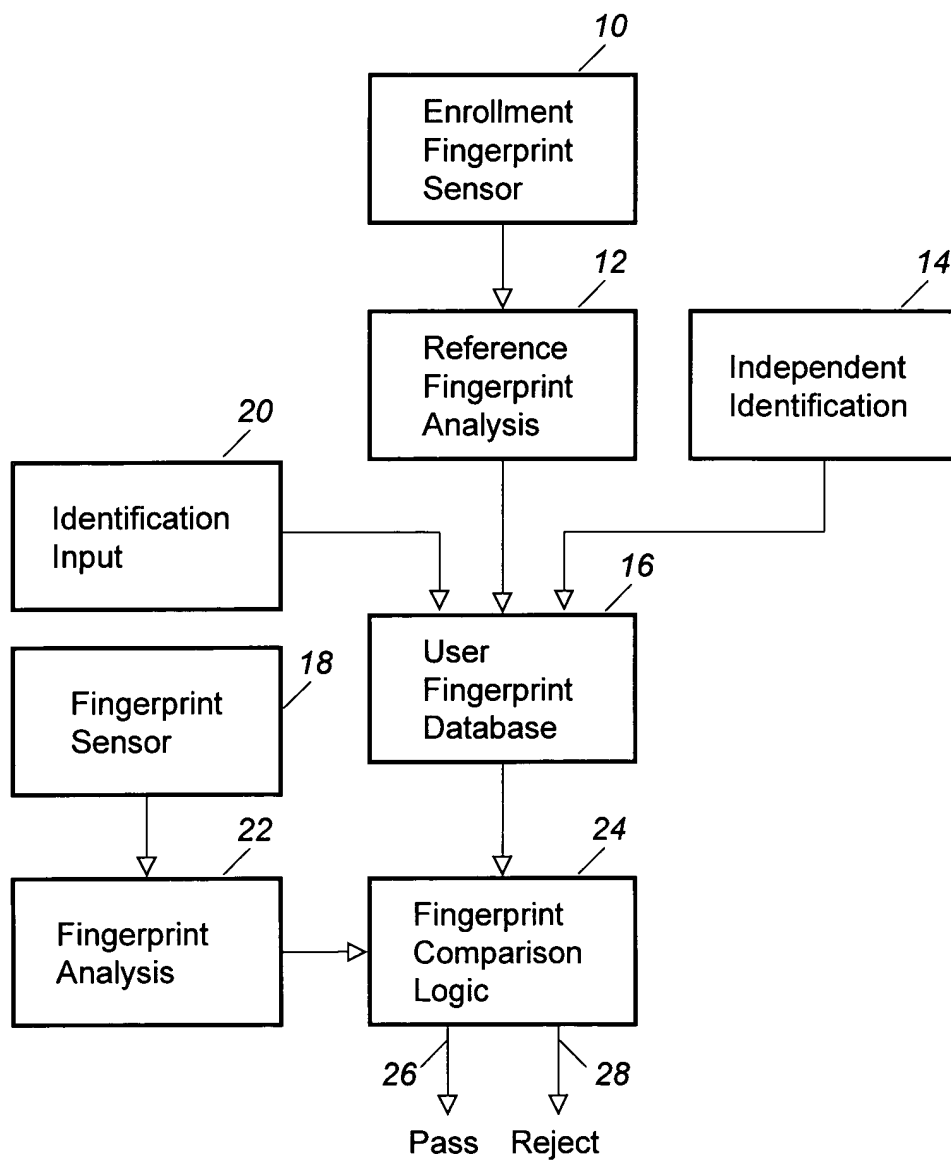 10
Enrollment
Fingerprint
Sensor
12
Reference
Fingerprint
Analysis
14
Independent
Identification
20
Identification
Input
16
User
Fingerprint
Database
18
Fingerprint
Sensor
22
Fingerprint
Analysis
24
Fingerprint
Comparison
Logic
26
28
Pass
Reject